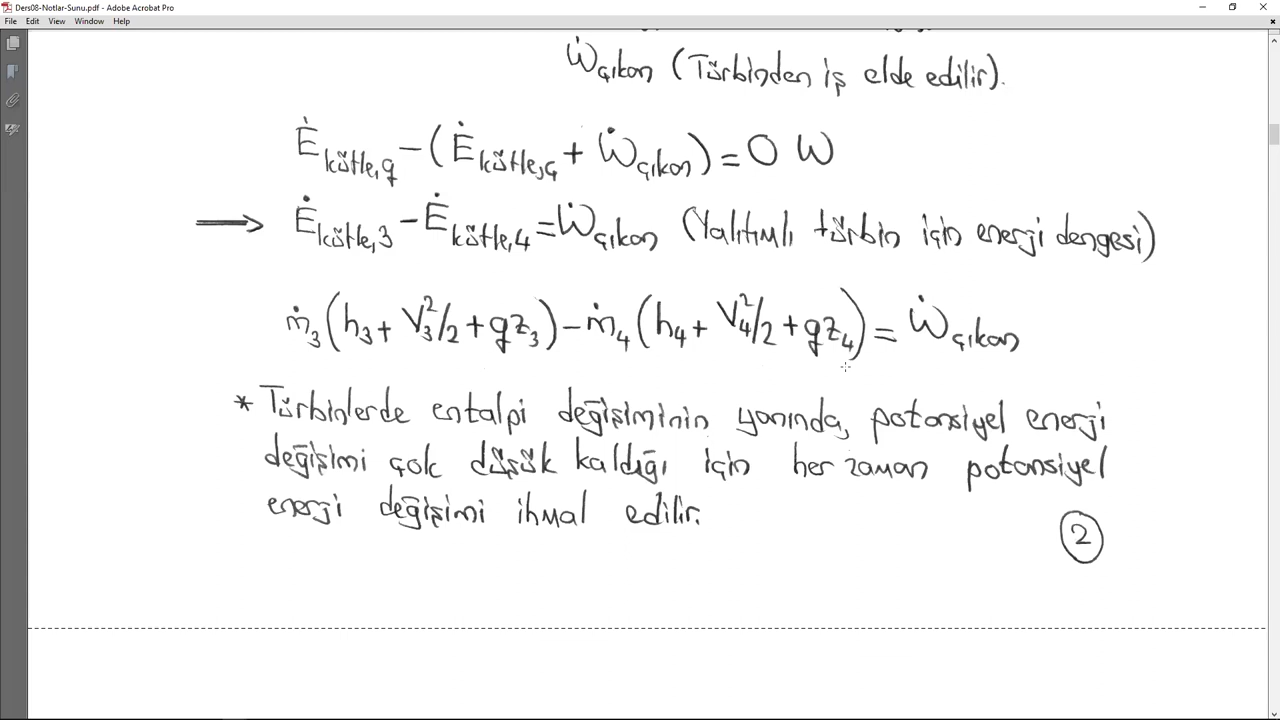 Ders08-Notlar-Sunu.pdf - Adobe Acrobat Pro
File Edit View Window Help
Ẇçıkan (Türbinden iş elde edilir).
Ėkütle,g − (Ėkütle,ç + Ẇçıkan) = 0 W
⟹ Ėkütle,3 − Ėkütle,4 = Ẇçıkan (Yalıtımlı türbin için enerji dengesi)
ṁ3(h3 + V3²/2 + gz3) − ṁ4(h4 + V4²/2 + gz4) = Ẇçıkan
* Türbinlerde entalpi değişiminin yanında, potansiyel enerji
değişimi çok düşük kaldığı için her zaman potansiyel
enerji değişimi ihmal edilir.
2